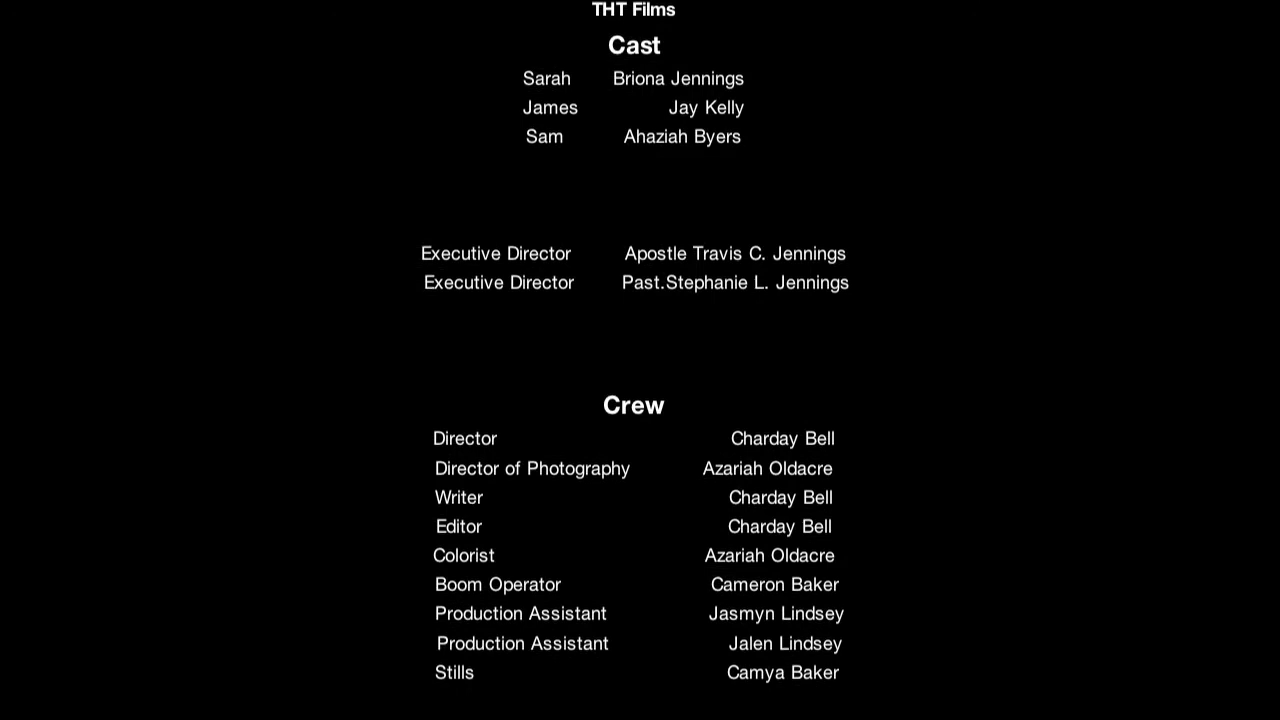 THT Films
Cast
Sarah Briona Jennings
James Jay Kelly
Sam Ahaziah Byers
Executive Director Apostle Travis C. Jennings
Executive Director Past.Stephanie L. Jennings
Crew
Director Charday Bell
Director of Photography Azariah Oldacre
Writer Charday Bell
Editor Charday Bell
Colorist Azariah Oldacre
Boom Operator Cameron Baker
Production Assistant Jasmyn Lindsey
Production Assistant Jalen Lindsey
Stills Camya Baker